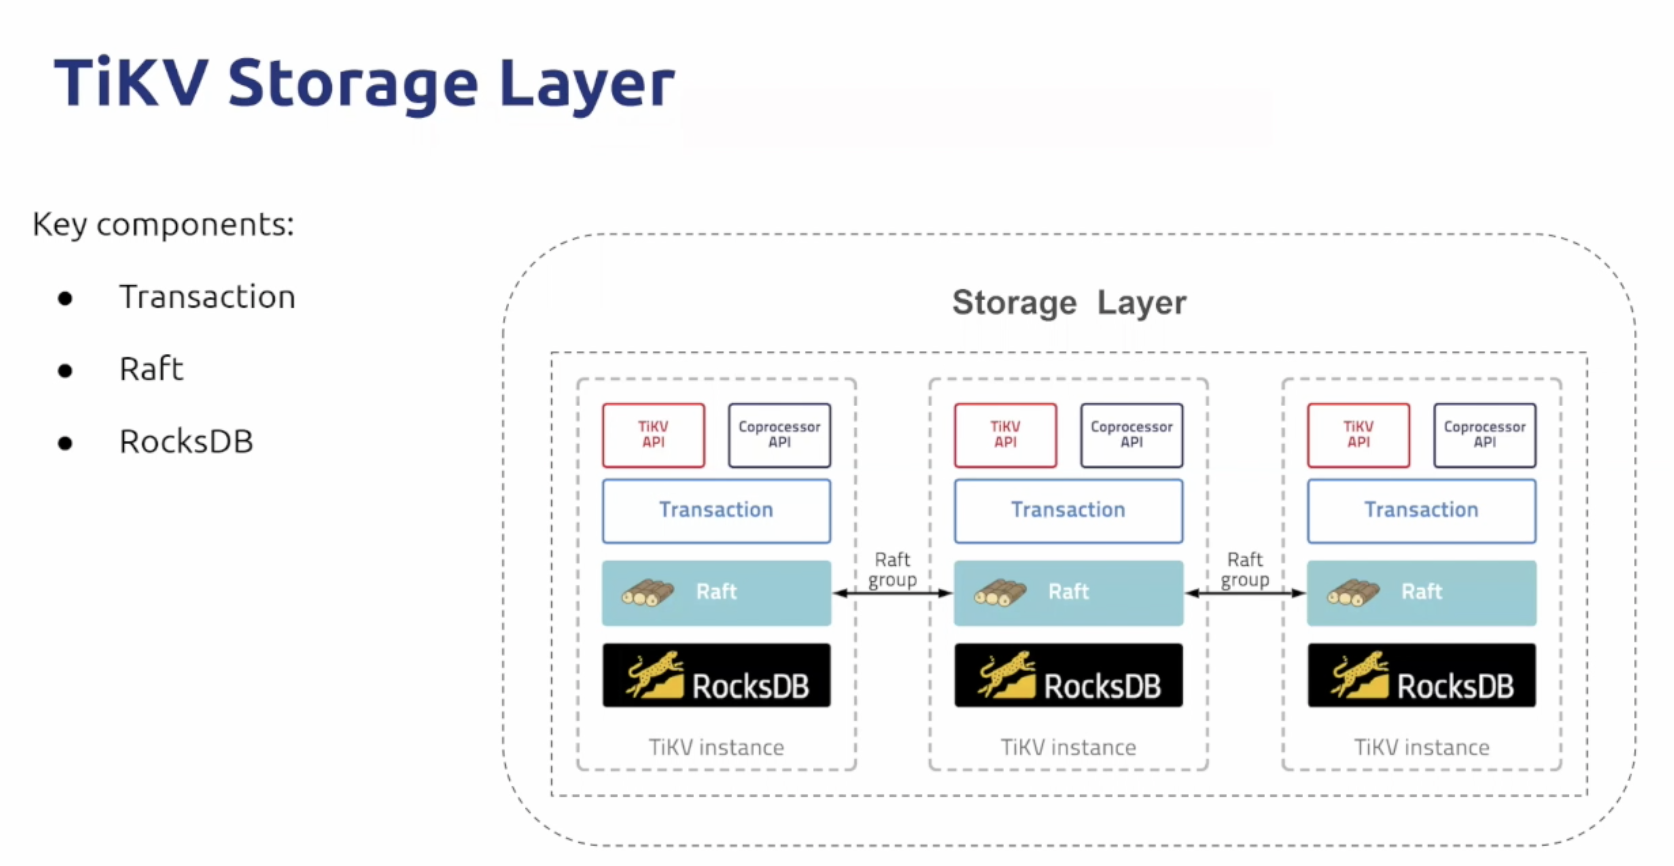 TiKV Storage Layer
Key components:
● Transaction
● Raft
● RocksDB
Storage Layer
TiKV
API
Coprocessor
API
Transaction
Raft
RocksDB
TiKV instance
Raft
group
TiKV
API
Coprocessor
API
Transaction
Raft
RocksDB
TiKV instance
Raft
group
TiKV
API
Coprocessor
API
Transaction
Raft
RocksDB
TiKV instance